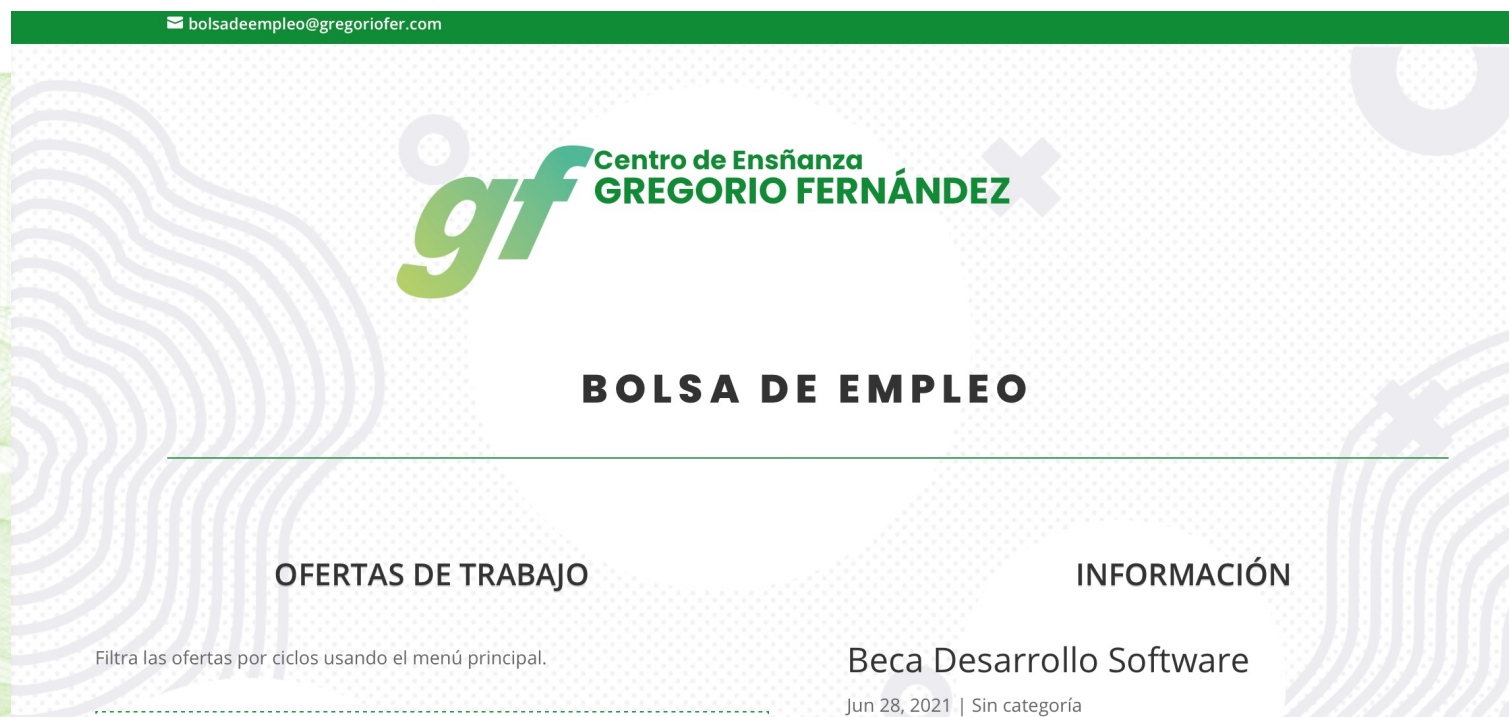 bolsadeempleo@gregoriofer.com
gf
Centro de Ensñanza
GREGORIO FERNÁNDEZ
BOLSA DE EMPLEO
OFERTAS DE TRABAJO
Filtra las ofertas por ciclos usando el menú principal.
INFORMACIÓN
Beca Desarrollo Software
Jun 28, 2021 | Sin categoría